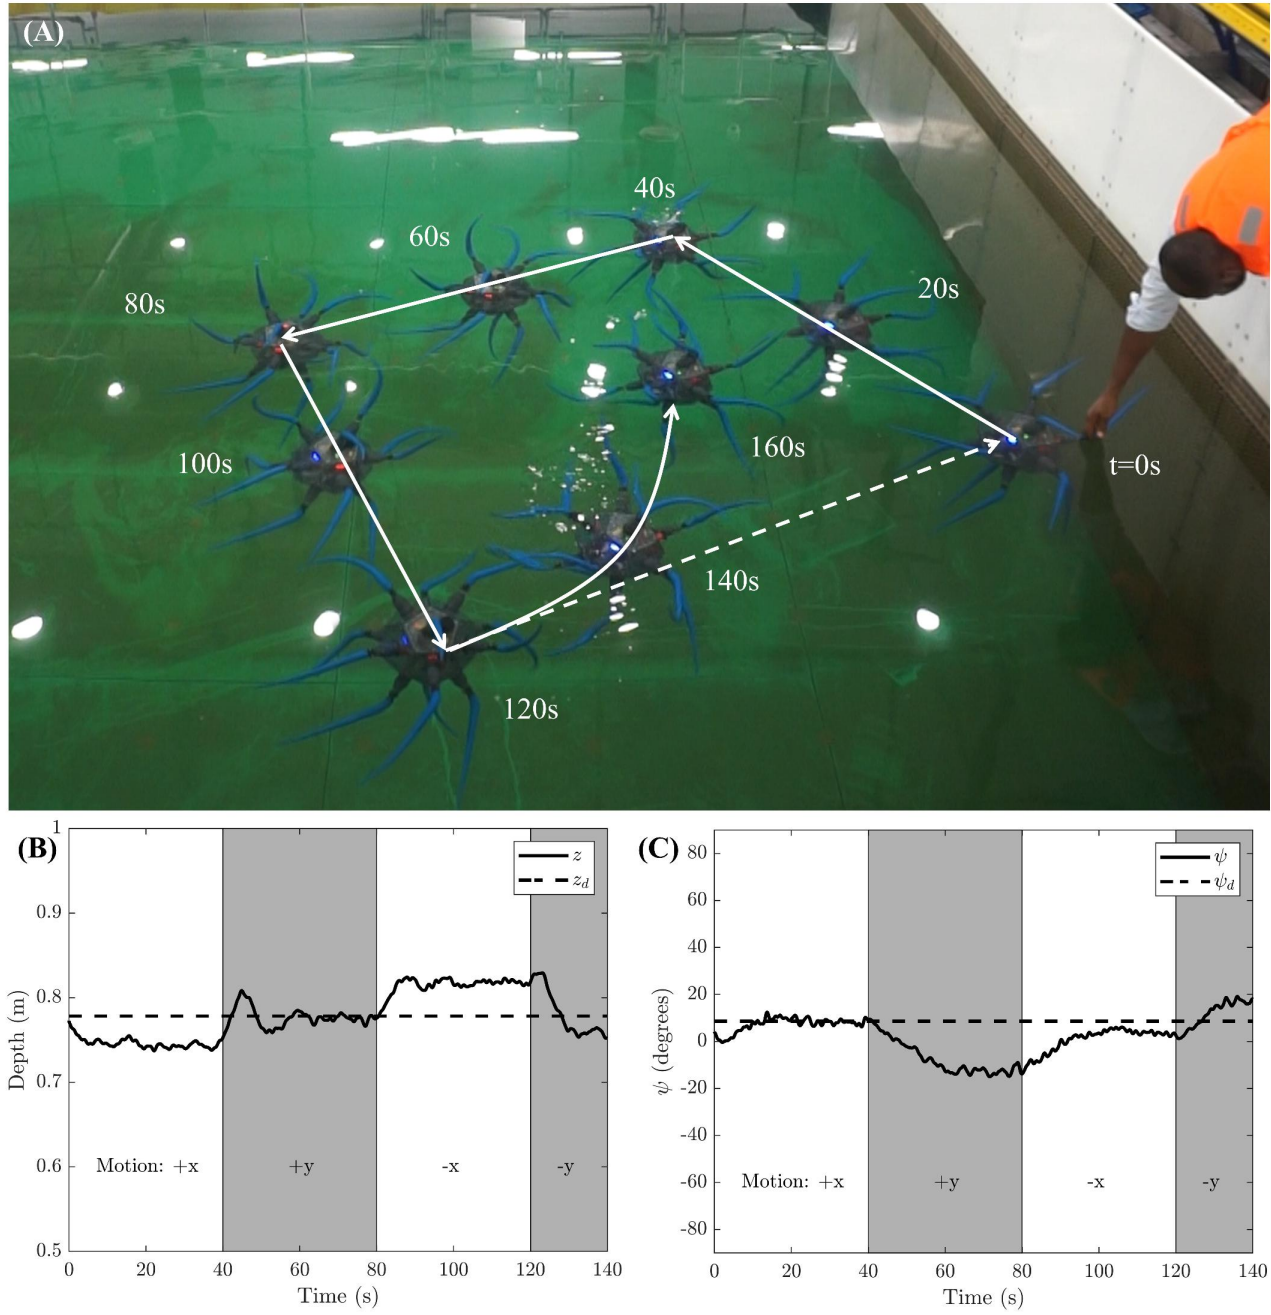 (A)
40s
60s
20s
80s
100s
160s
t=0s
140s
120s
(B)
z
z_d
Depth (m)
1
0.9
0.8
0.7
0.6
0.5
Motion: +x
+y
-x
-y
0 20 40 60 80 100 120 140
Time (s)
(C)
ψ
ψ_d
ψ (degrees)
80
60
40
20
0
-20
-40
-60
-80
Motion: +x
+y
-x
-y
0 20 40 60 80 100 120 140
Time (s)